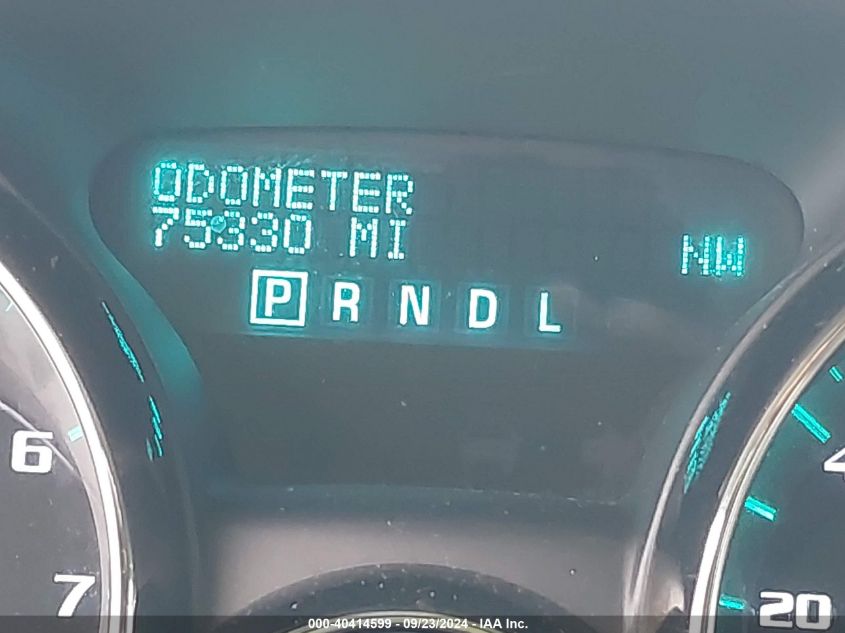 ODOMETER
75330 MI
NW
P R N D L
6
7
4
20
000-40414599 - 09/23/2024 - IAA Inc.